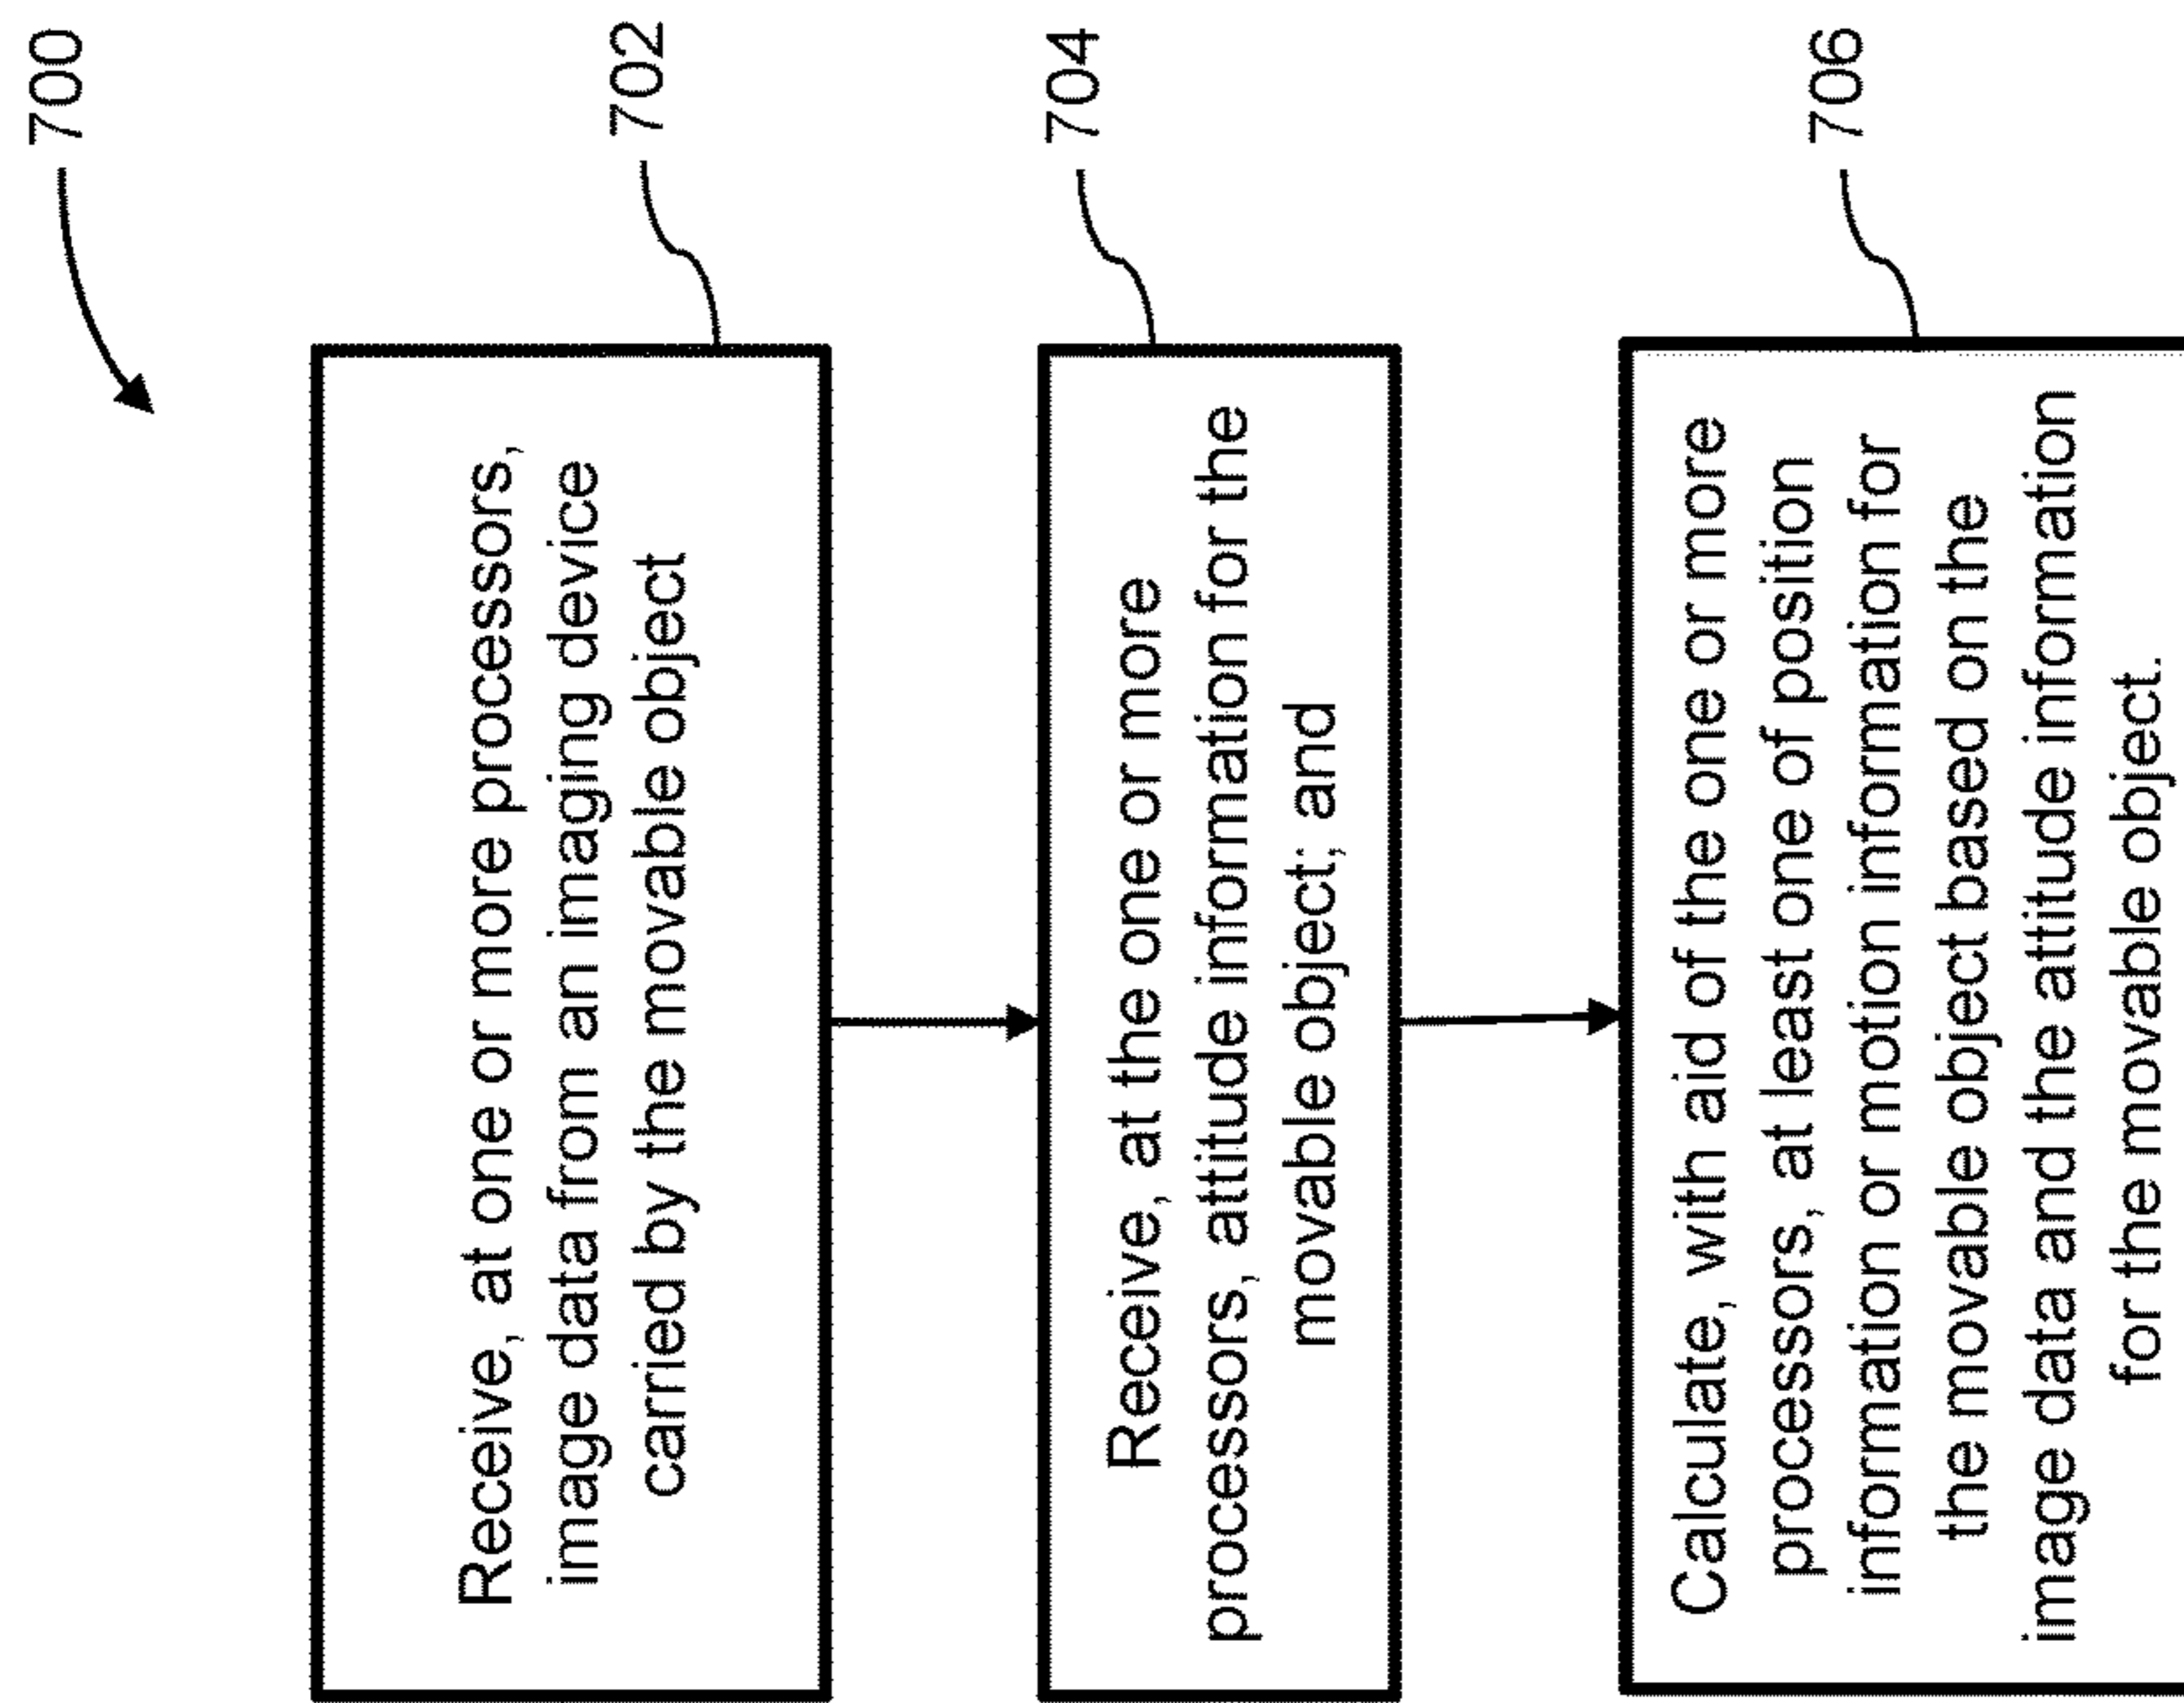 700
Receive, at one or more processors,
image data from an imaging device
carried by the movable object
702
Receive, at the one or more
processors, attitude information for the
movable object; and
704
Calculate, with aid of the one or more
processors, at least one of position
information or motion information for
the movable object based on the
image data and the attitude information
for the movable object.
706